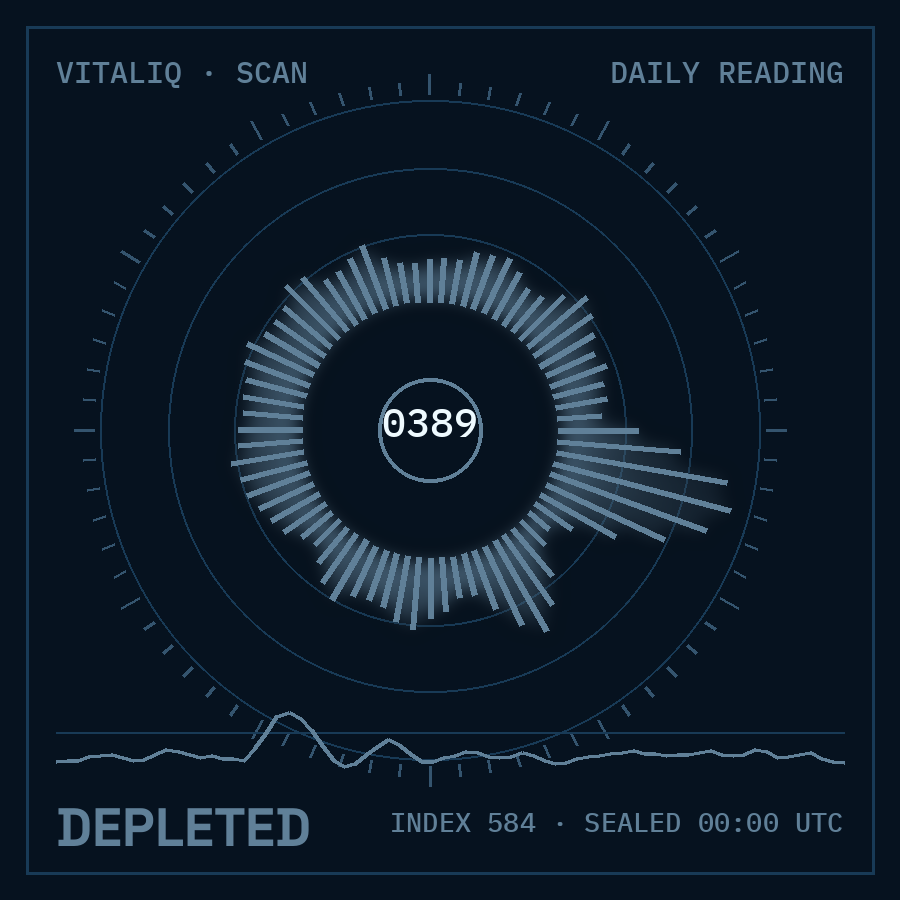 VITALIQ · SCAN
DAILY READING
0389
DEPLETED
INDEX 584 · SEALED 00:00 UTC